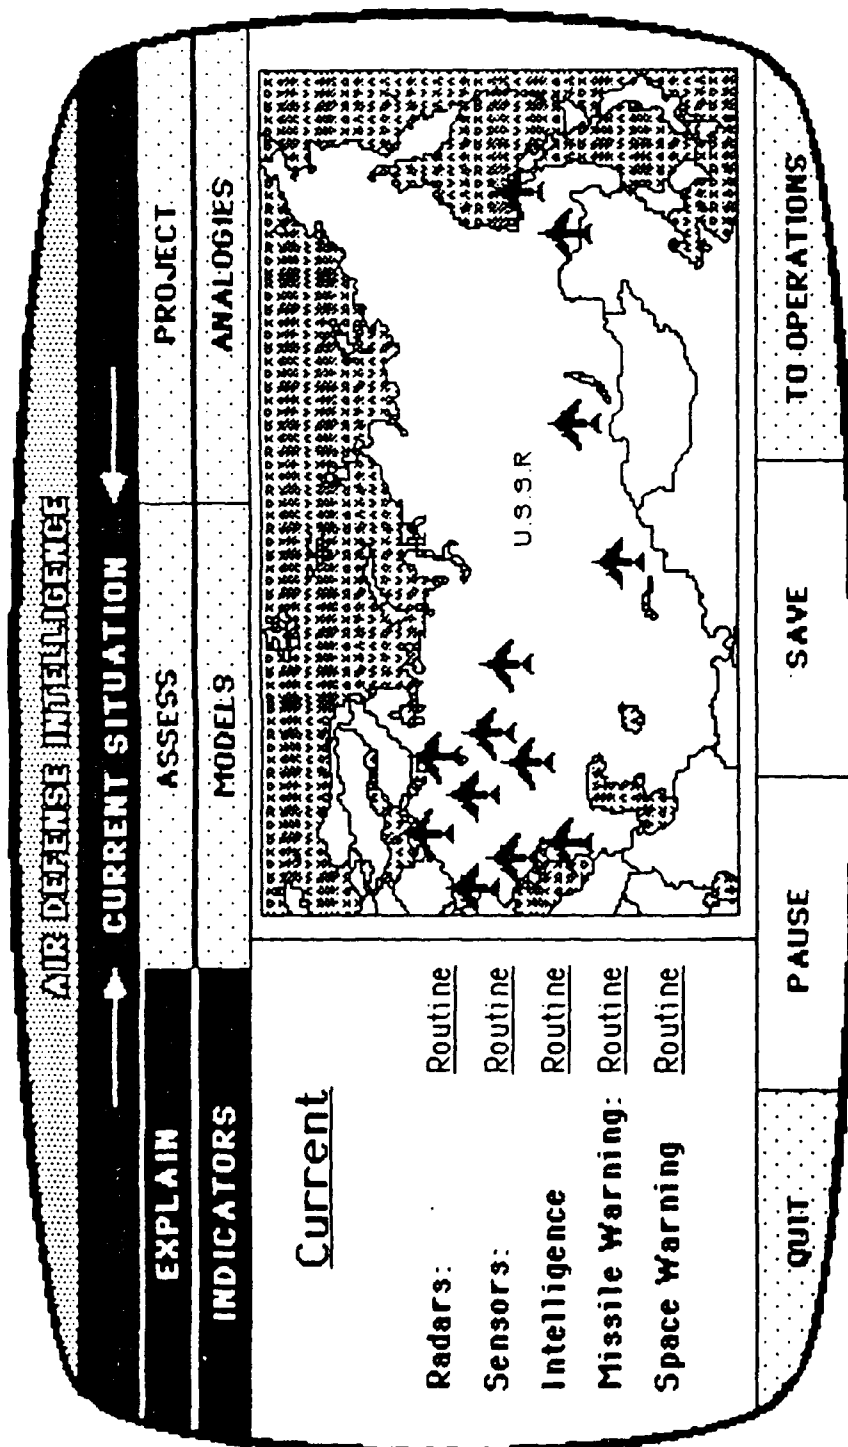 AIR DEFENSE INTELLIGENCE
CURRENT SITUATION
EXPLAIN ASSESS PROJECT
INDICATORS MODELS ANALOGIES
Current
Radars: Routine
Sensors: Routine
Intelligence Routine
Missile Warning: Routine
Space Warning Routine
U.S.S.R
QUIT PAUSE SAVE TO OPERATIONS